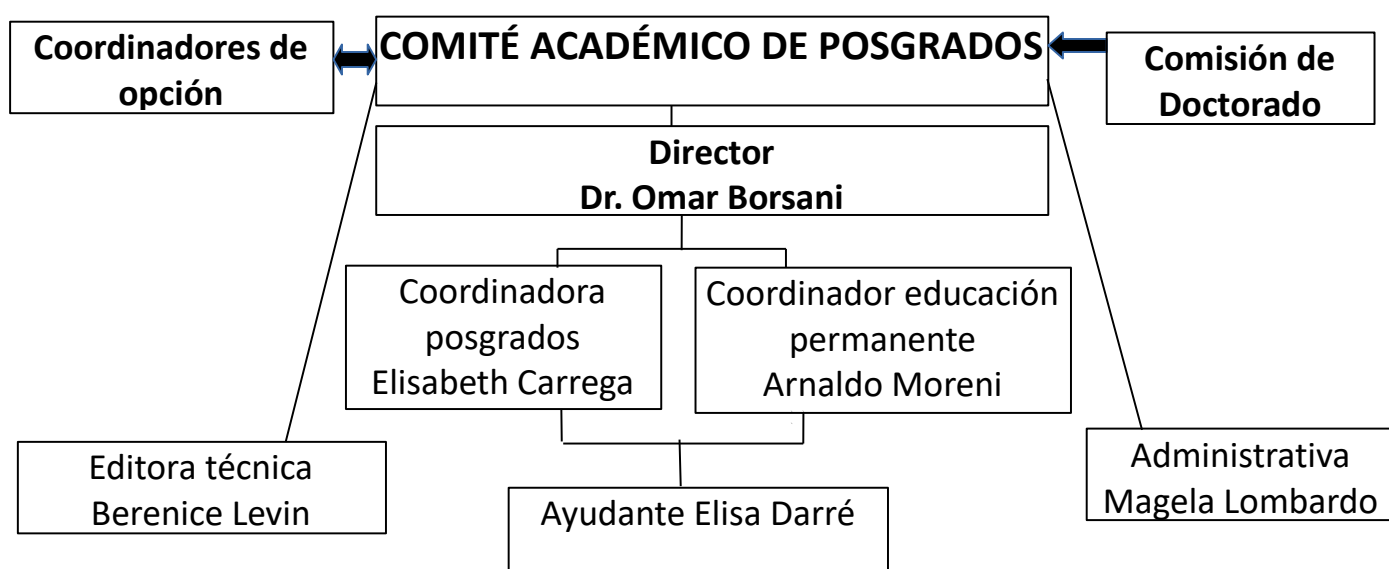 Coordinadores de
opción
COMITÉ ACADÉMICO DE POSGRADOS
Comisión de
Doctorado
Director
Dr. Omar Borsani
Coordinadora
posgrados
Elisabeth Carrega
Coordinador educación
permanente
Arnaldo Moreni
Editora técnica
Berenice Levin
Ayudante Elisa Darré
Administrativa
Magela Lombardo